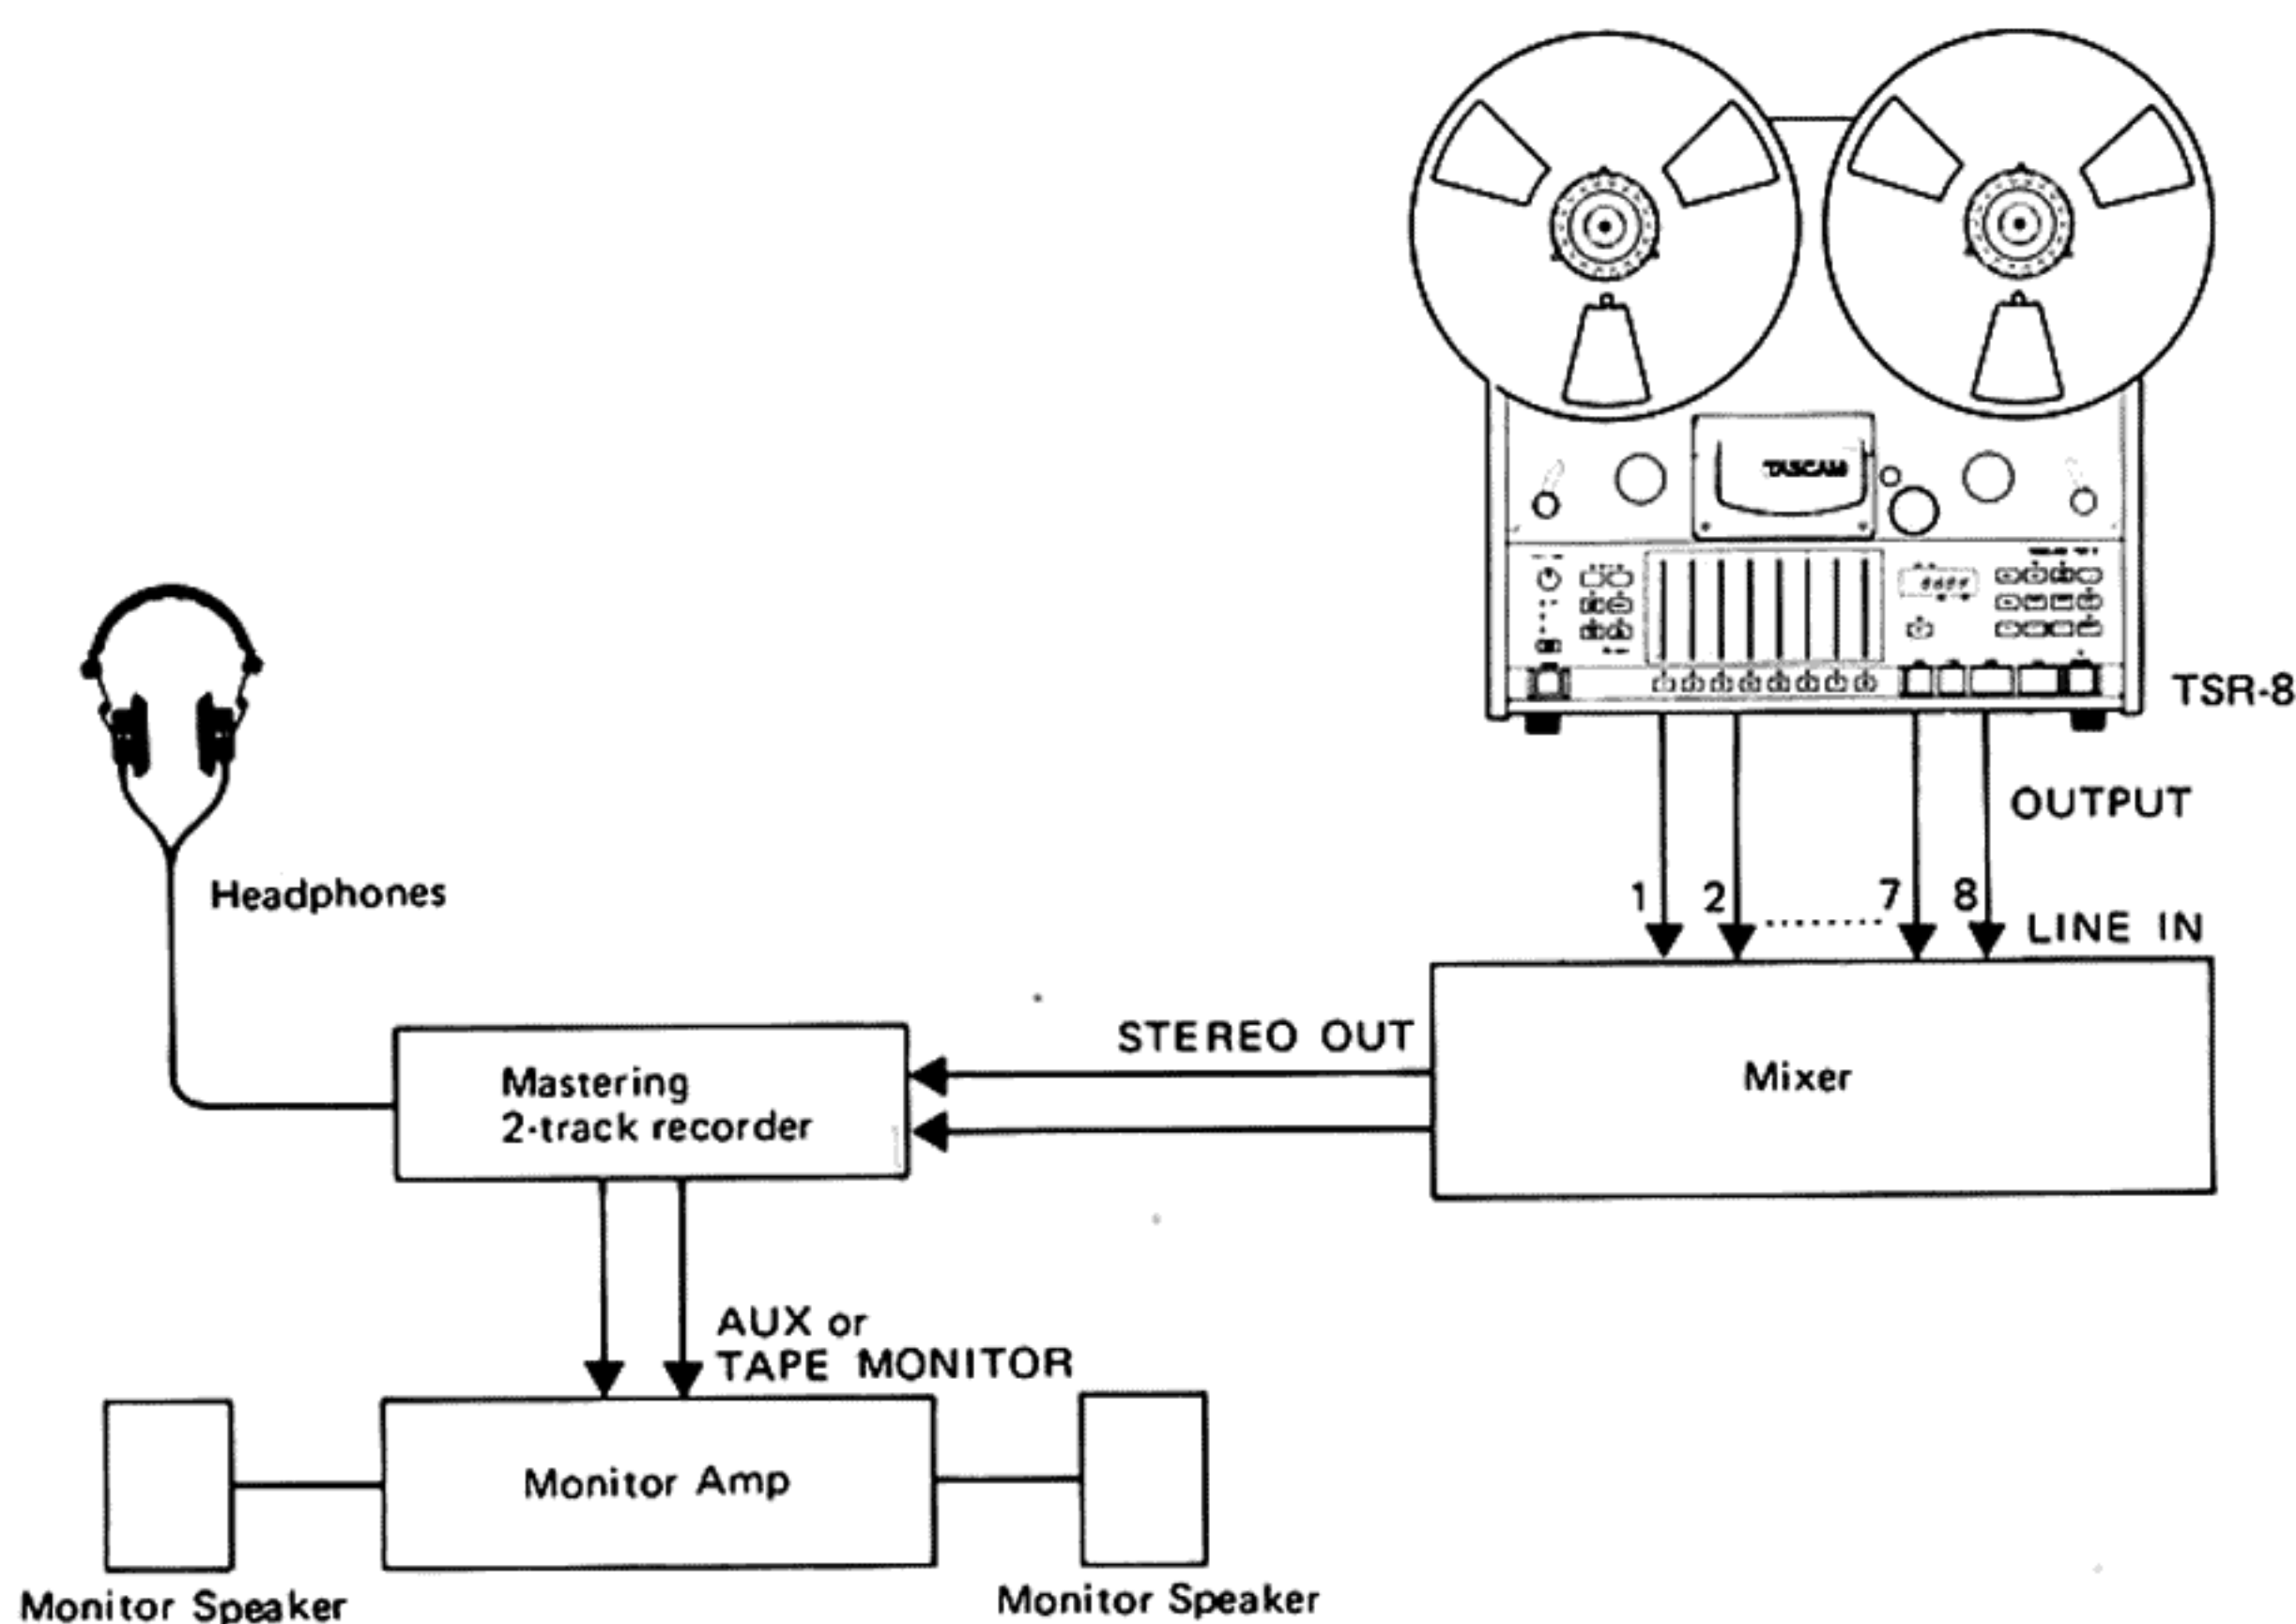 TASCAM
TSR-8
OUTPUT
1 2 7 8
LINE IN
Headphones
STEREO OUT
Mastering
2-track recorder
Mixer
AUX or
TAPE MONITOR
Monitor Amp
Monitor Speaker
Monitor Speaker